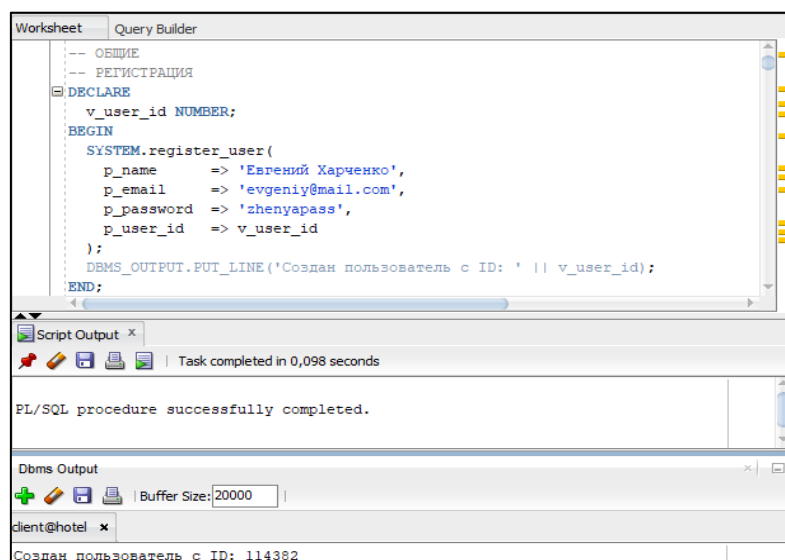 Worksheet Query Builder
-- ОБЩИЕ
-- РЕГИСТРАЦИЯ
DECLARE
v_user_id NUMBER;
BEGIN
SYSTEM.register_user(
p_name => 'Евгений Харченко',
p_email => 'evgeniy@mail.com',
p_password => 'zhenyapass',
p_user_id => v_user_id
);
DBMS_OUTPUT.PUT_LINE('Создан пользователь с ID: ' || v_user_id);
END;
Script Output
Task completed in 0,098 seconds
PL/SQL procedure successfully completed.
Dbms Output
Buffer Size: 20000
client@hotel
Создан пользователь с ID: 114382